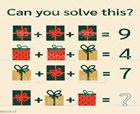 Can you solve this?
+ + = 9
+ + = 4
+ + = 7
+ + = ?